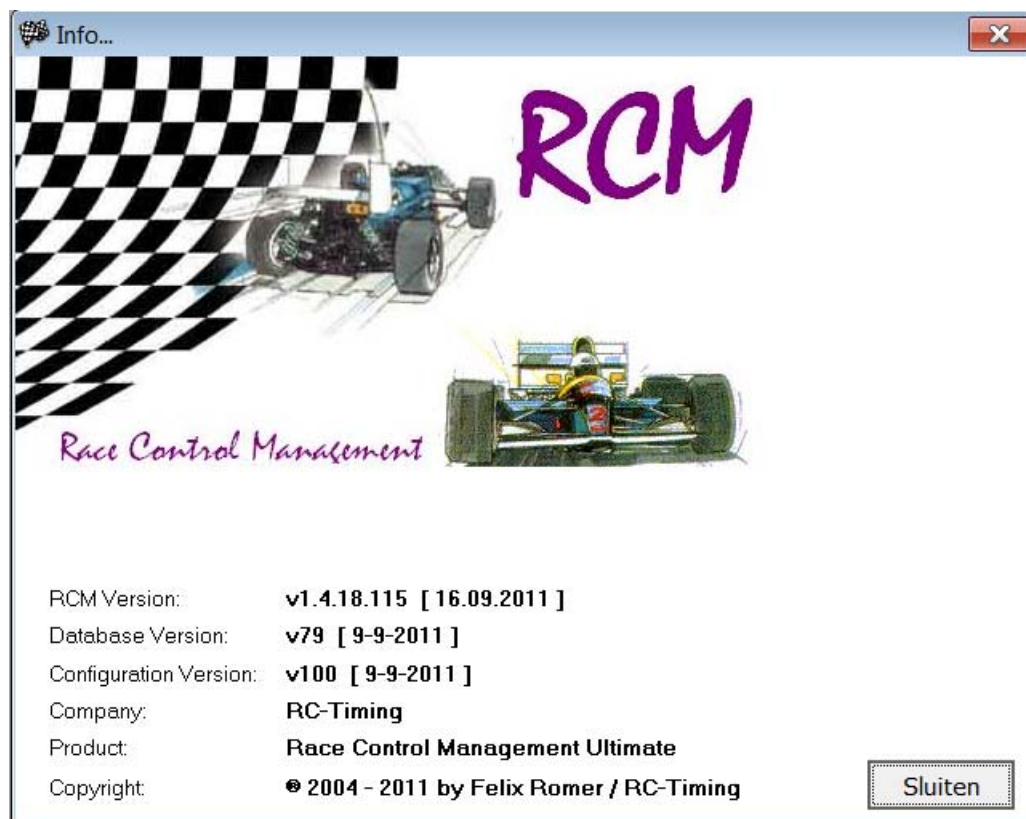 Info...
RCM
Race Control Management
RCM Version: v1.4.18.115 [ 16.09.2011 ]
Database Version: v79 [ 9-9-2011 ]
Configuration Version: v100 [ 9-9-2011 ]
Company: RC-Timing
Product: Race Control Management Ultimate
Copyright: ® 2004 - 2011 by Felix Romer / RC-Timing
Sluiten